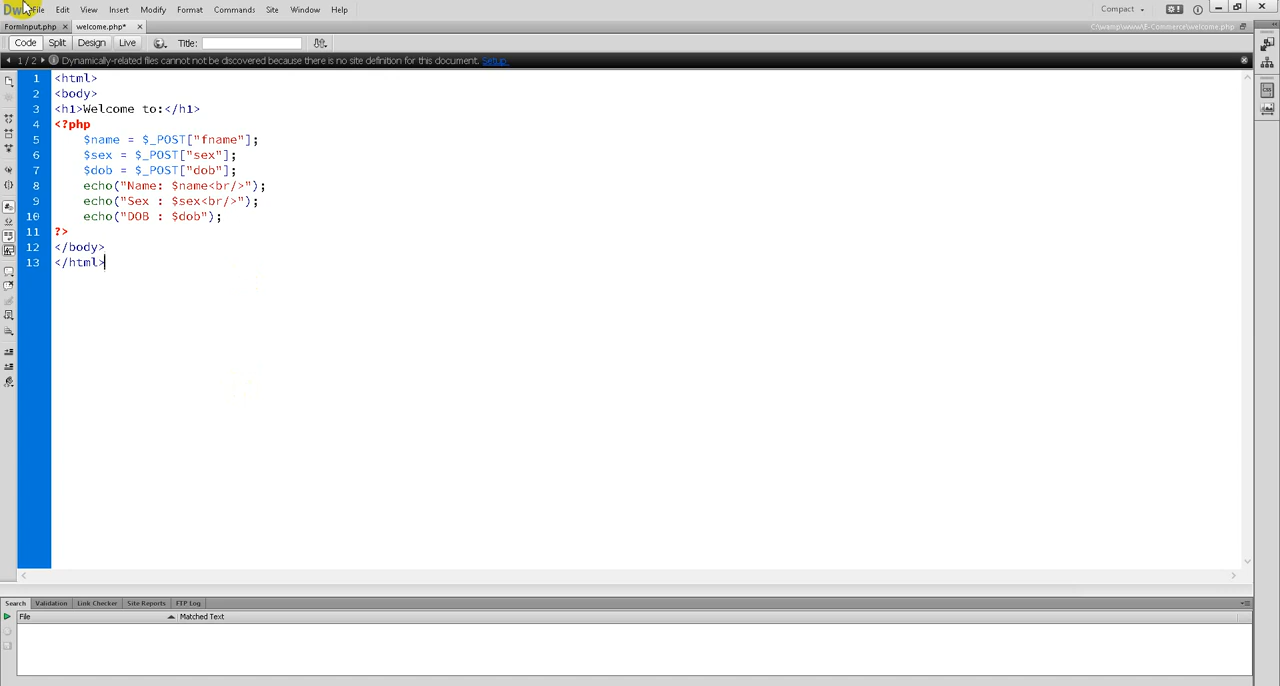 Dw File Edit View Insert Modify Format Commands Site Window Help Compact
FormInput.php × welcome.php* × C:\wamp\www\E-Commerce\welcome.php
Code Split Design Live Title:
1 / 2 Dynamically-related files cannot not be discovered because there is no site definition for this document. Setup
1 <html>
2 <body>
3 <h1>Welcome to:</h1>
4 <?php
5 $name = $_POST["fname"];
6 $sex = $_POST["sex"];
7 $dob = $_POST["dob"];
8 echo("Name: $name<br/>");
9 echo("Sex : $sex<br/>");
10 echo("DOB : $dob");
11 ?>
12 </body>
13 </html>
Search Validation Link Checker Site Reports FTP Log
File Matched Text